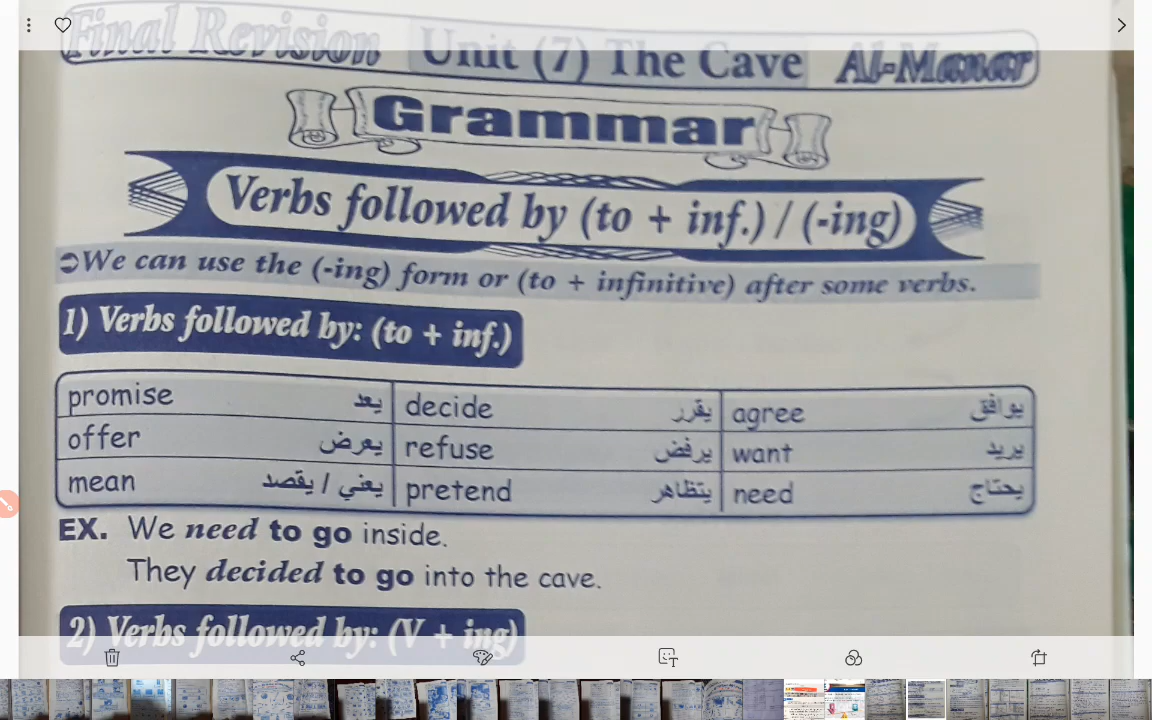 Final Revision Unit (7) The Cave Al-Manar
Grammar
Verbs followed by (to + inf.) / (-ing)
We can use the (-ing) form or (to + infinitive) after some verbs.
1) Verbs followed by: (to + inf.)
promise يعد decide يقرر agree يوافق
offer يعرض refuse يرفض want يريد
mean يعني / يقصد pretend يتظاهر need يحتاج
EX. We need to go inside.
They decided to go into the cave.
2) Verbs followed by: (V + ing)